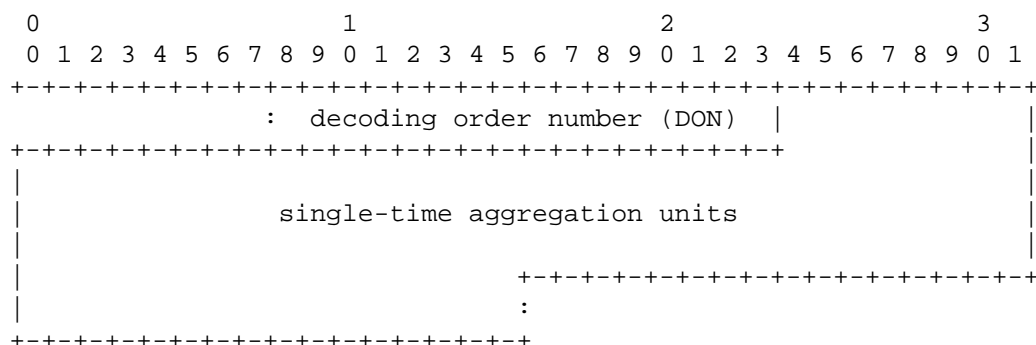 0                   1                   2                   3
 0 1 2 3 4 5 6 7 8 9 0 1 2 3 4 5 6 7 8 9 0 1 2 3 4 5 6 7 8 9 0 1
+-+-+-+-+-+-+-+-+-+-+-+-+-+-+-+-+-+-+-+-+-+-+-+-+-+-+-+-+-+-+-+-+
                :  decoding order number (DON)  |               |
+-+-+-+-+-+-+-+-+-+-+-+-+-+-+-+-+-+-+-+-+-+-+-+-+               |
|                                                               |
|                single-time aggregation units                  |
|                                                               |
|                               +-+-+-+-+-+-+-+-+-+-+-+-+-+-+-+-+
|                               :
+-+-+-+-+-+-+-+-+-+-+-+-+-+-+-+-+